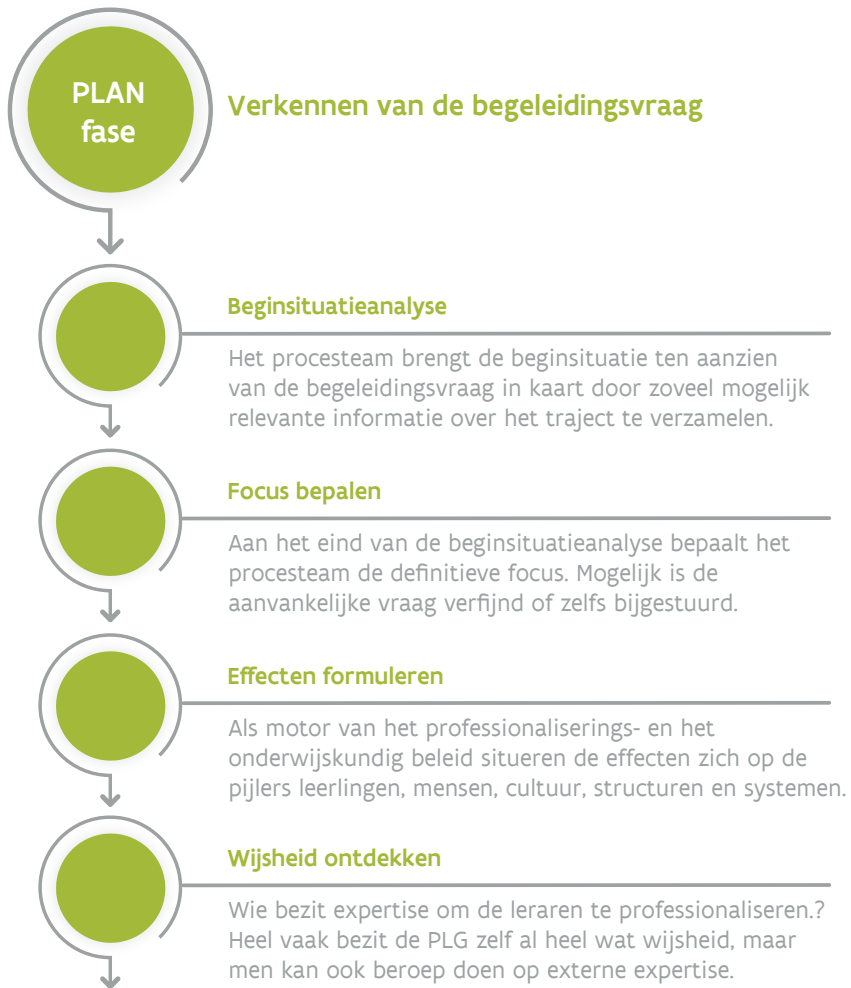 PLAN
fase
Verkennen van de begeleidingsvraag
Beginsituatieanalyse
Het procesteam brengt de beginsituatie ten aanzien
van de begeleidingsvraag in kaart door zoveel mogelijk
relevante informatie over het traject te verzamelen.
Focus bepalen
Aan het eind van de beginsituatieanalyse bepaalt het
procesteam de definitieve focus. Mogelijk is de
aanvankelijke vraag verfijnd of zelfs bijgestuurd.
Effecten formuleren
Als motor van het professionaliserings- en het
onderwijskundig beleid situeren de effecten zich op de
pijlers leerlingen, mensen, cultuur, structuren en systemen.
Wijsheid ontdekken
Wie bezit expertise om de leraren te professionaliseren.?
Heel vaak bezit de PLG zelf al heel wat wijsheid, maar
men kan ook beroep doen op externe expertise.